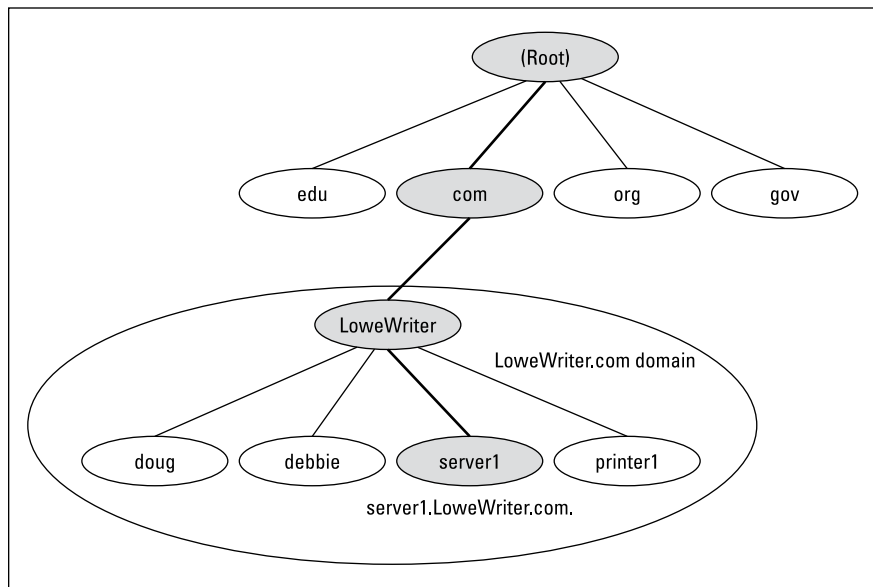 (Root)
edu
com
org
gov
LoweWriter
LoweWriter.com domain
doug
debbie
server1
printer1
server1.LoweWriter.com.